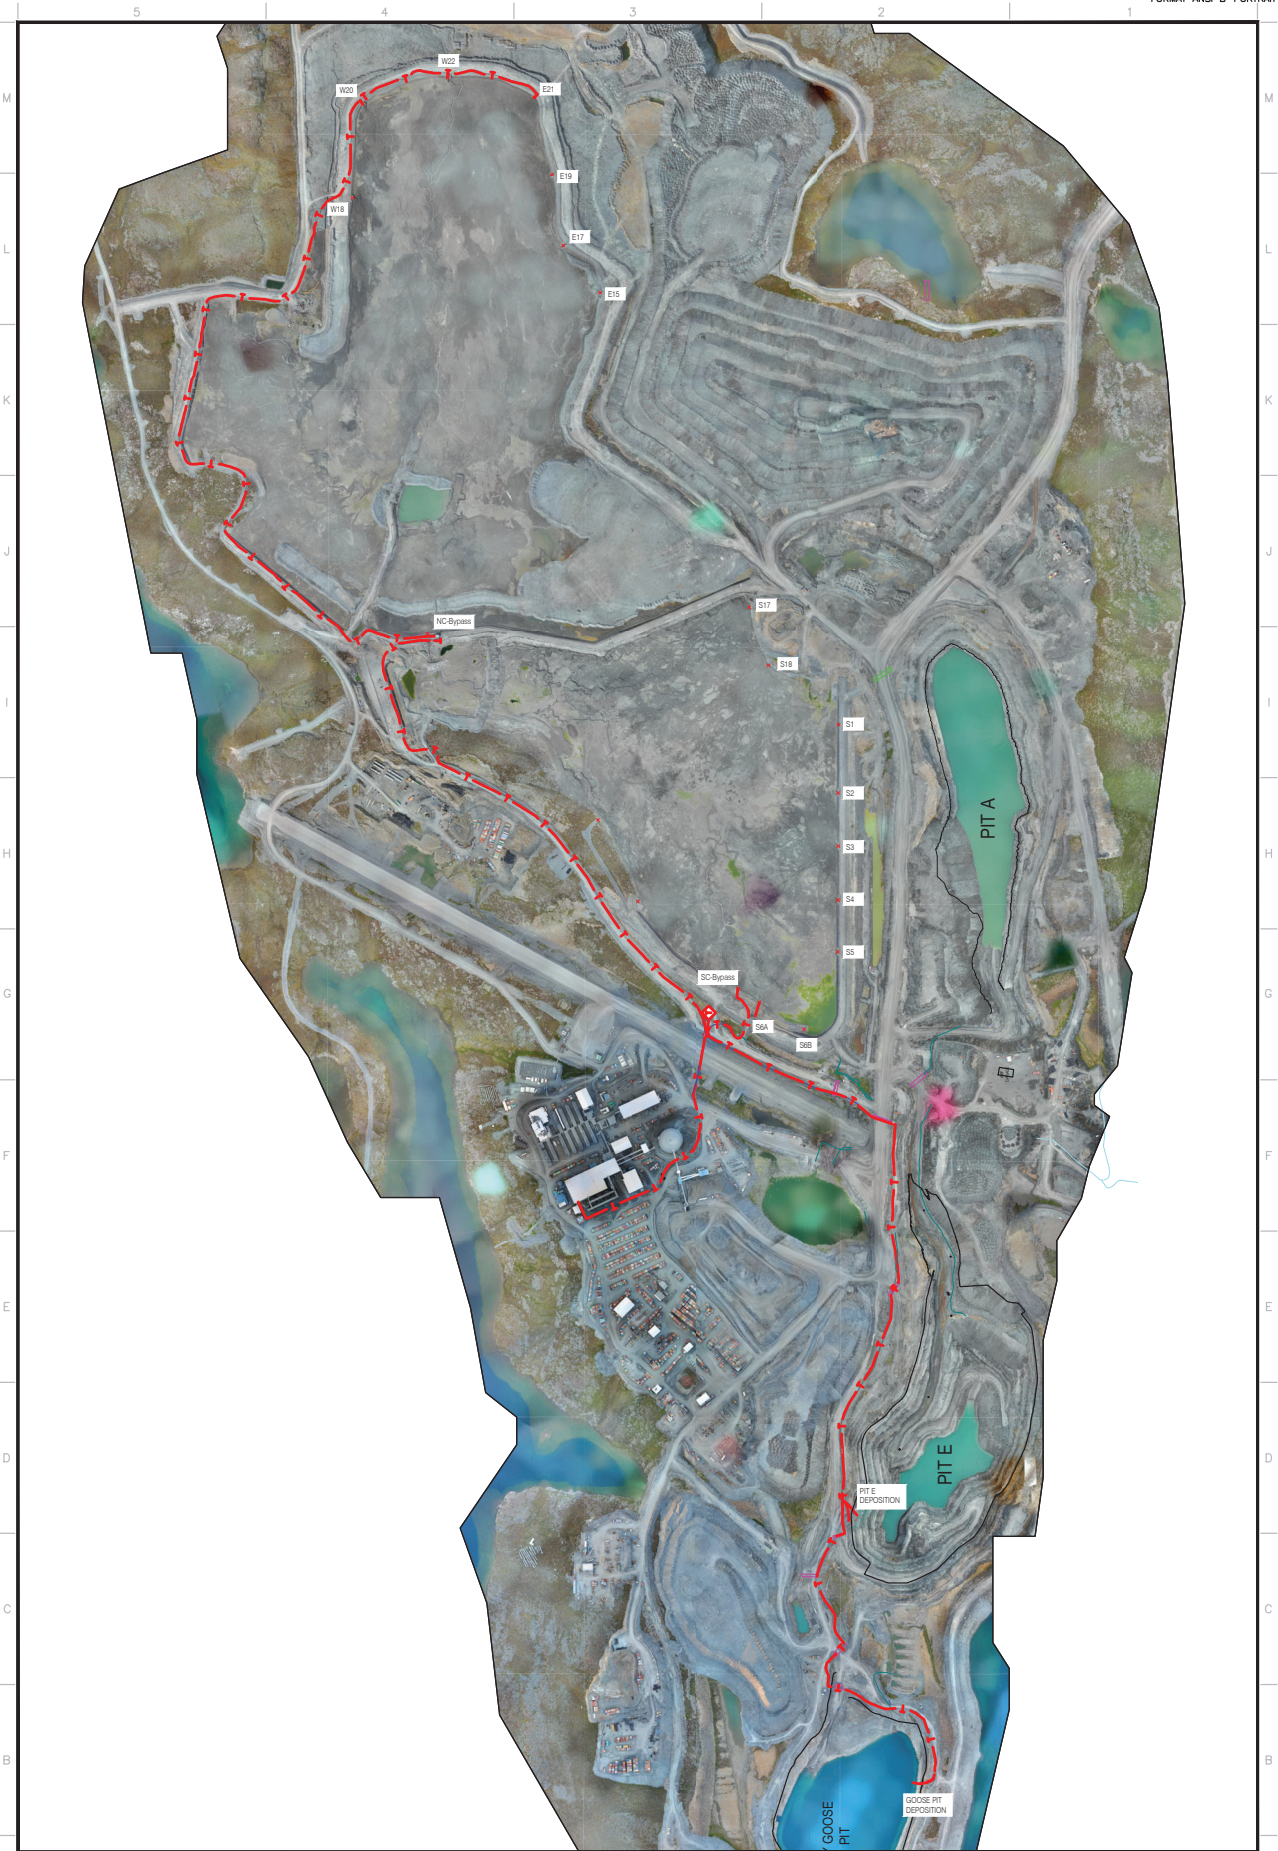 5 4 3 2 1
M M
W22
W20
E21
E19
W18
E17
L L
E15
K K
J J
S17
NC-Bypass
S18
I I
S1
S2
PIT A
H H
S3
S4
S5
SC-Bypass
G G
S6A
S6B
F F
E E
D D
PIT E
PIT E
DEPOSITION
C C
B B
GOOSE PIT
DEPOSITION
GOOSE
PIT